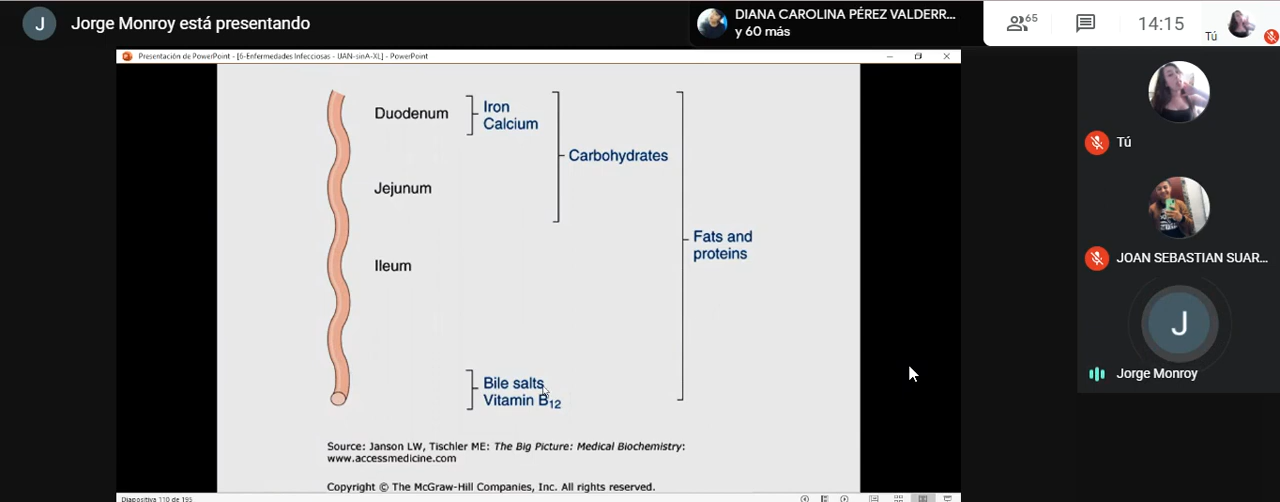 J
Jorge Monroy está presentando
DIANA CAROLINA PÉREZ VALDERR...
y 60 más
65
14:15
Tú
Presentación de PowerPoint - [6-Enfermedades Infecciosas - UAN-sinA-XL] - PowerPoint
Duodenum
Iron
Calcium
Carbohydrates
Jejunum
Fats and
proteins
Ileum
Bile salts
Vitamin B12
Source: Janson LW, Tischler ME: The Big Picture: Medical Biochemistry:
www.accessmedicine.com
Copyright © The McGraw-Hill Companies, Inc. All rights reserved.
Diapositiva 110 de 195
Tú
JOAN SEBASTIAN SUAR...
J
Jorge Monroy